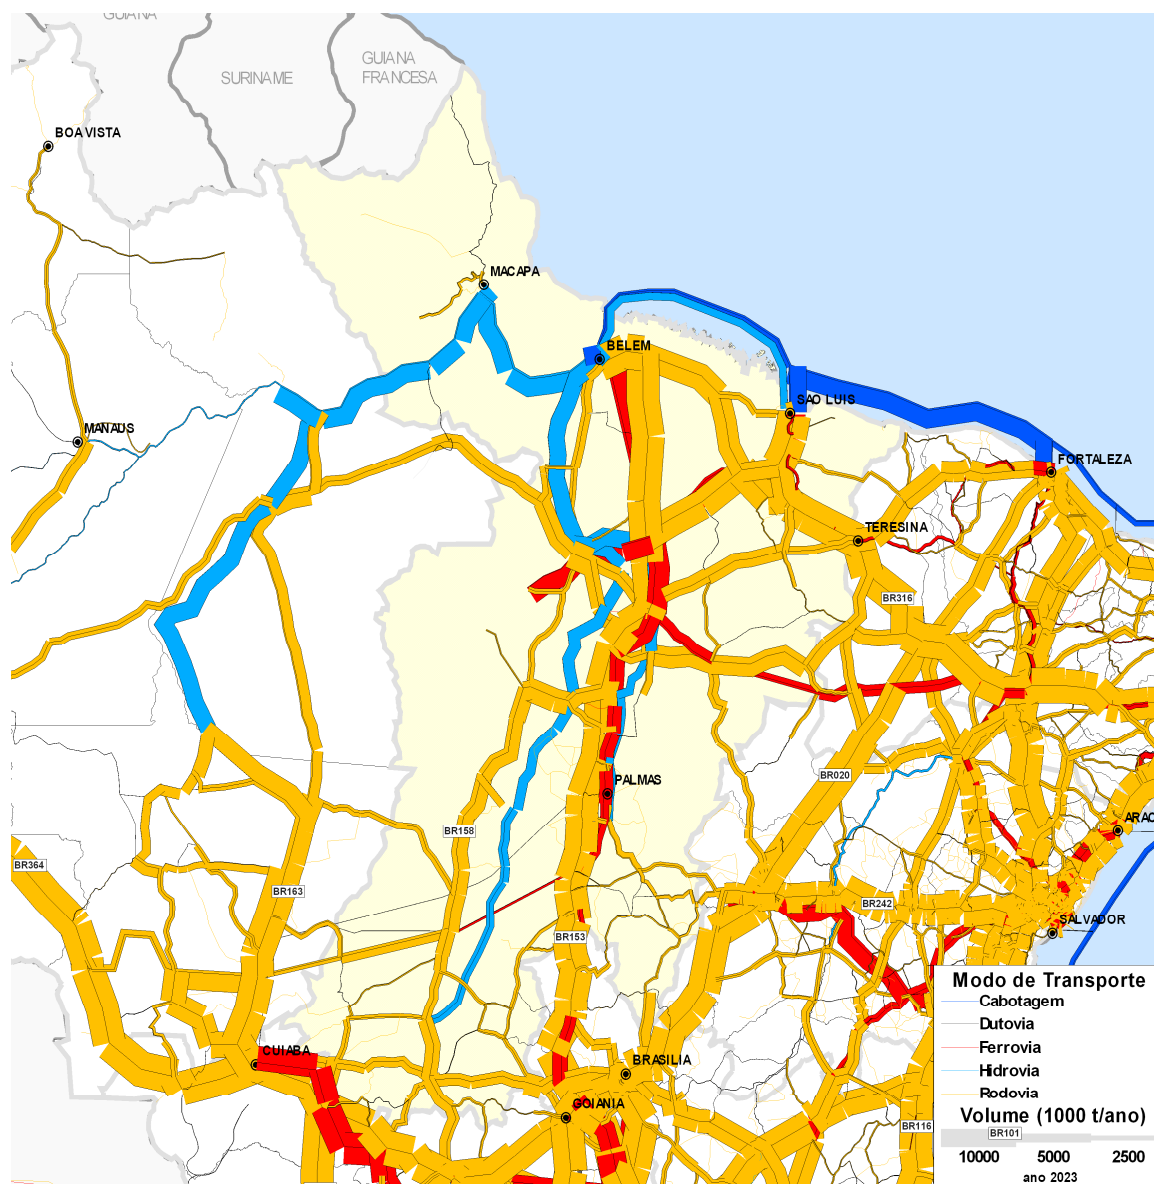 GUIANA
SURINAME
GUIANA
FRANCESA
BOA VISTA
MACAPA
BELEM
SAO LUIS
MANAUS
FORTALEZA
TERESINA
BR316
BR020
PALMAS
ARAC
BR158
BR364
BR163
BR242
SALVADOR
BR153
CUIABA
BRASILIA
GOIANIA
BR116
Modo de Transporte
Cabotagem
Dutovia
Ferrovia
Hidrovia
Rodovia
Volume (1000 t/ano)
BR101
10000 5000 2500
ano 2023